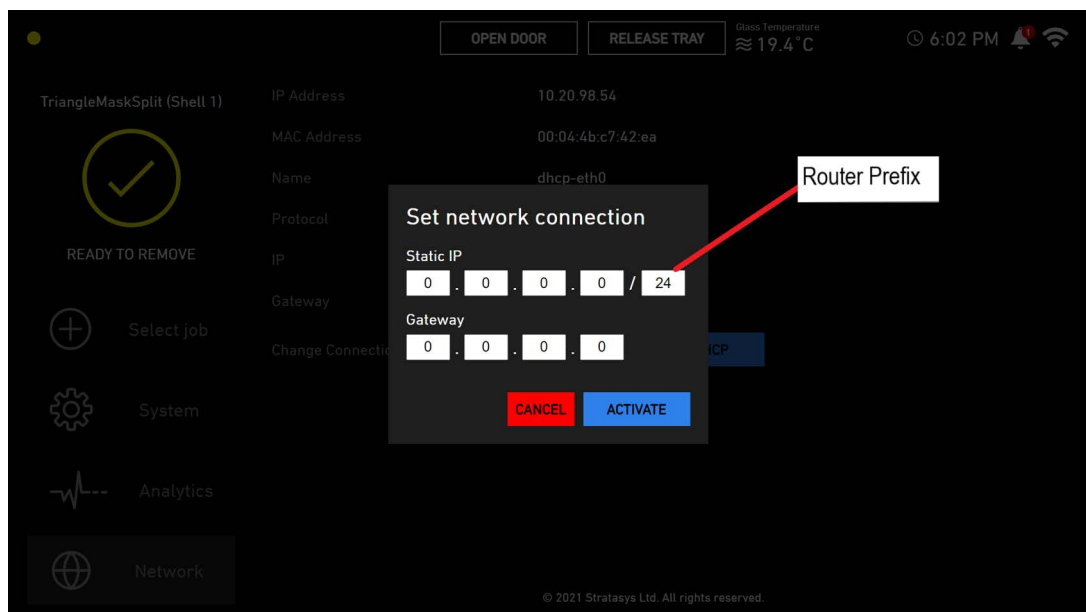 OPEN DOOR
RELEASE TRAY
Glass Temperature
≈ 19.4°C
6:02 PM
1
TriangleMaskSplit (Shell 1)
READY TO REMOVE
Select job
System
Analytics
Network
IP Address 10.20.98.54
MAC Address 00:04:4b:c7:42:ea
Name dhcp-eth0
Protocol
IP
Gateway
Change Connectio
HCP
Router Prefix
Set network connection
Static IP
0 . 0 . 0 . 0 / 24
Gateway
0 . 0 . 0 . 0
CANCEL ACTIVATE
© 2021 Stratasys Ltd. All rights reserved.